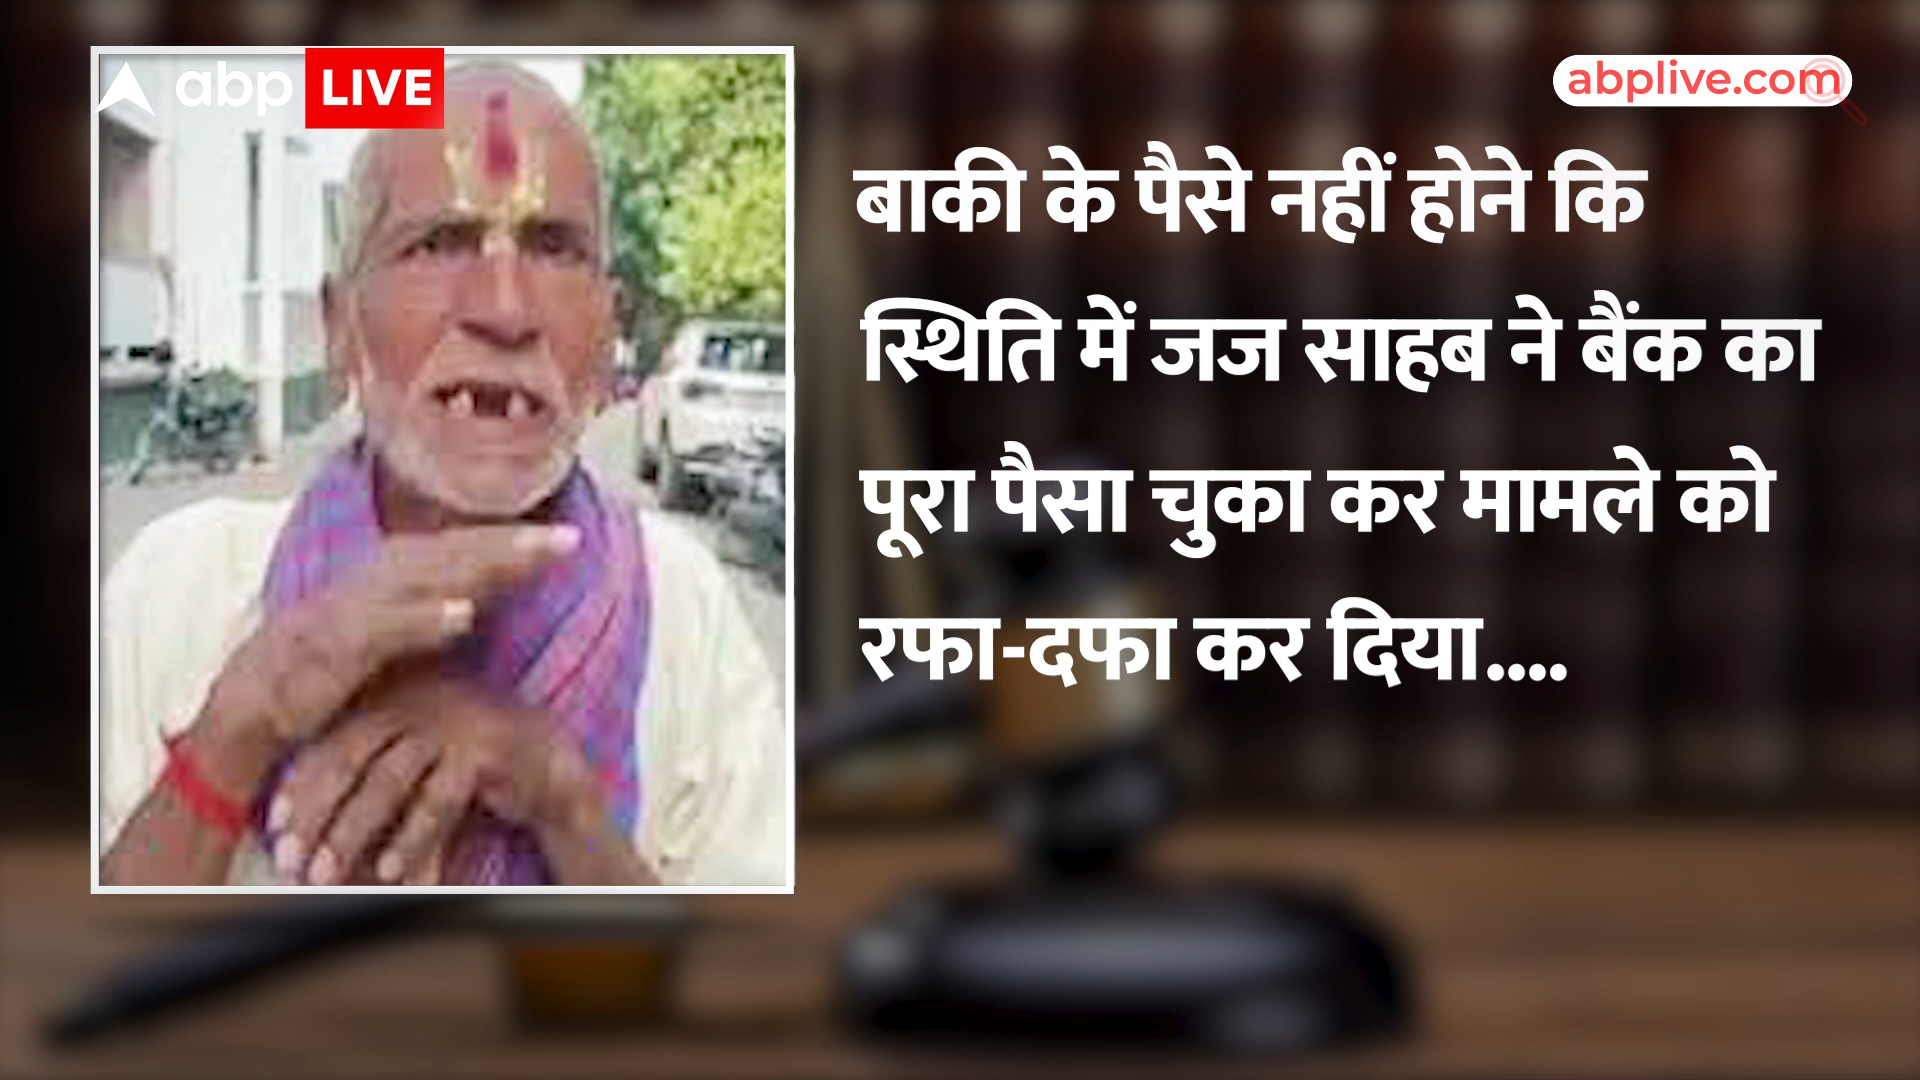 abp LIVE
abplive.com
बाकी के पैसे नहीं होने कि
स्थिति में जज साहब ने बैंक का
पूरा पैसा चुका कर मामले को
रफा-दफा कर दिया....